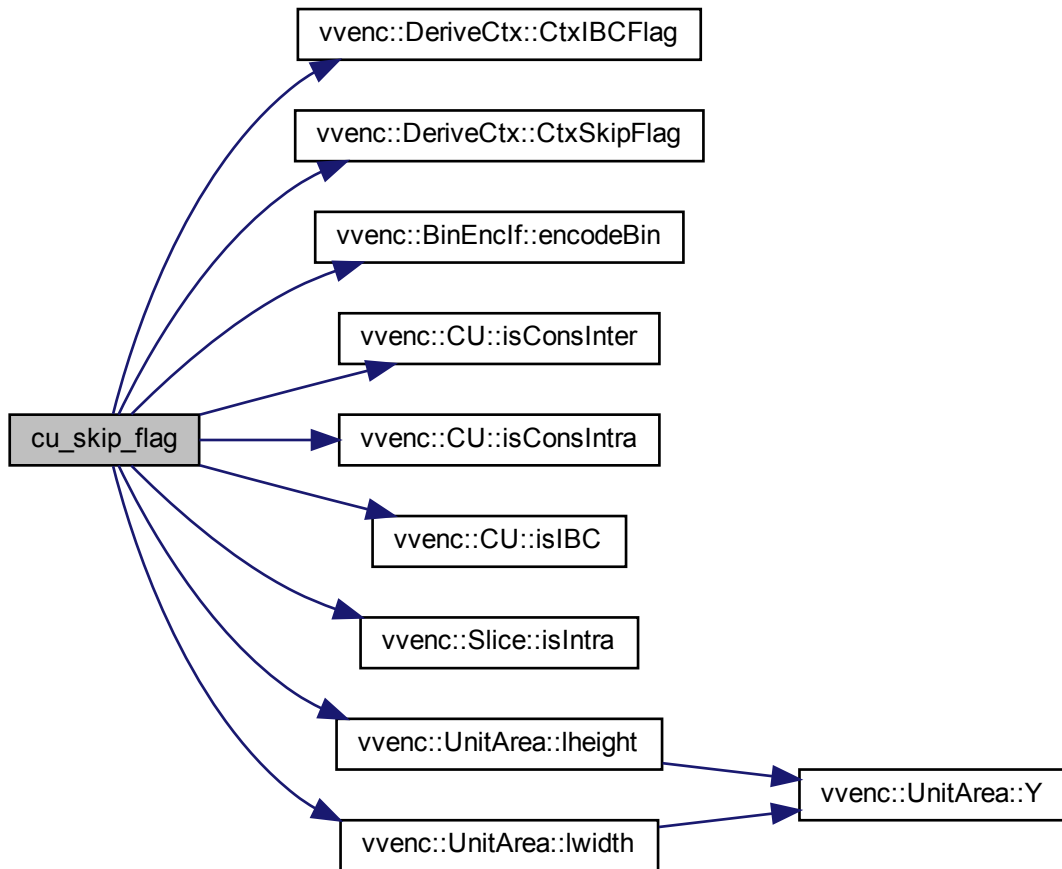 vvenc::DeriveCtx::CtxIBCFlag
vvenc::DeriveCtx::CtxSkipFlag
vvenc::BinEncIf::encodeBin
vvenc::CU::isConsInter
cu_skip_flag
vvenc::CU::isConsIntra
vvenc::CU::isIBC
vvenc::Slice::isIntra
vvenc::UnitArea::lheight
vvenc::UnitArea::Y
vvenc::UnitArea::lwidth